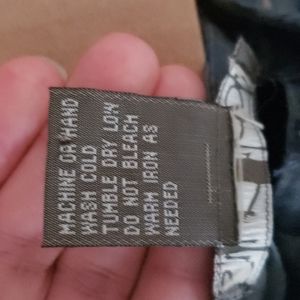 MACHINE OR HAND
WASH COLD
TUMBLE DRY LOW
DO NOT BLEACH
WARM IRON AS
NEEDED